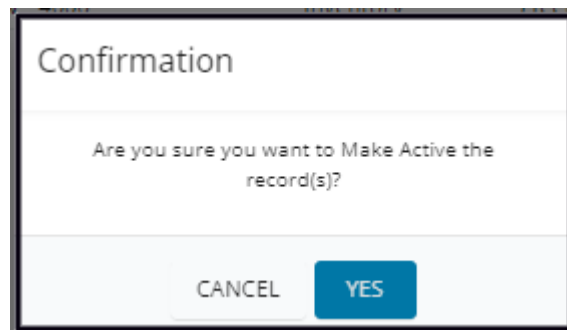 Confirmation
Are you sure you want to Make Active the
record(s)?
CANCEL YES